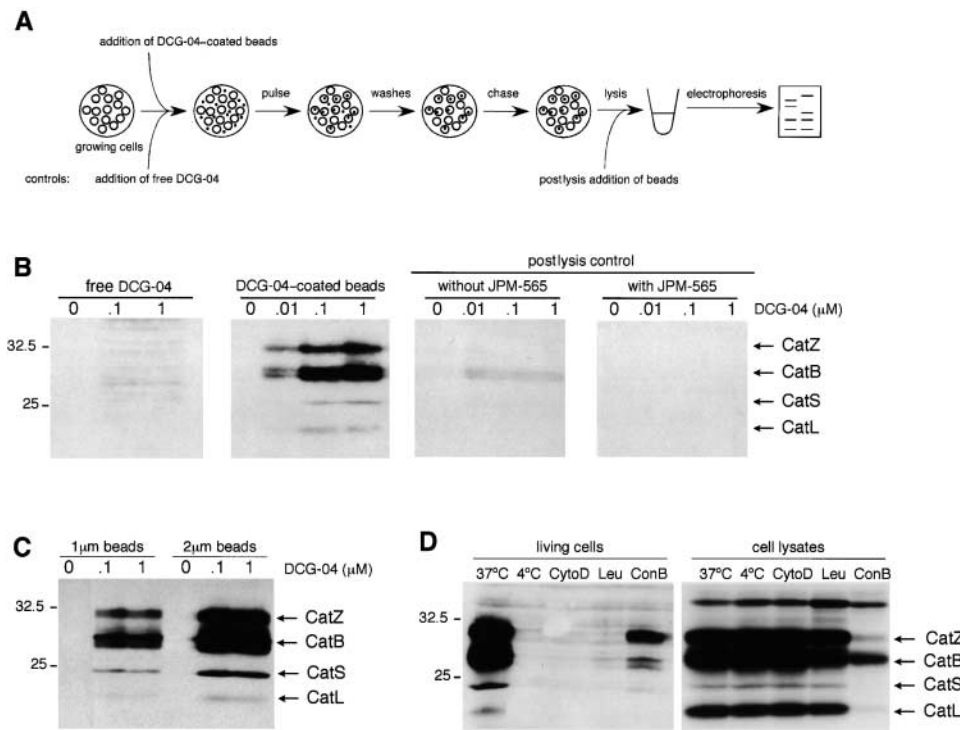 A
addition of DCG-04–coated beads
pulse washes chase lysis electrophoresis
growing cells
controls: addition of free DCG-04
postlysis addition of beads
B
postlysis control
free DCG-04 DCG-04–coated beads without JPM-565 with JPM-565
0 .1 1 0 .01 .1 1 0 .01 .1 1 0 .01 .1 1 DCG-04 (μM)
32.5 - ← CatZ
← CatB
25 - ← CatS
← CatL
C
1μm beads 2μm beads
0 .1 1 0 .1 1 DCG-04 (μM)
32.5 - ← CatZ
← CatB
25 - ← CatS
← CatL
D
living cells cell lysates
37ºC 4ºC CytoD Leu ConB 37ºC 4ºC CytoD Leu ConB
32.5 - ← CatZ
← CatB
25 - ← CatS
← CatL